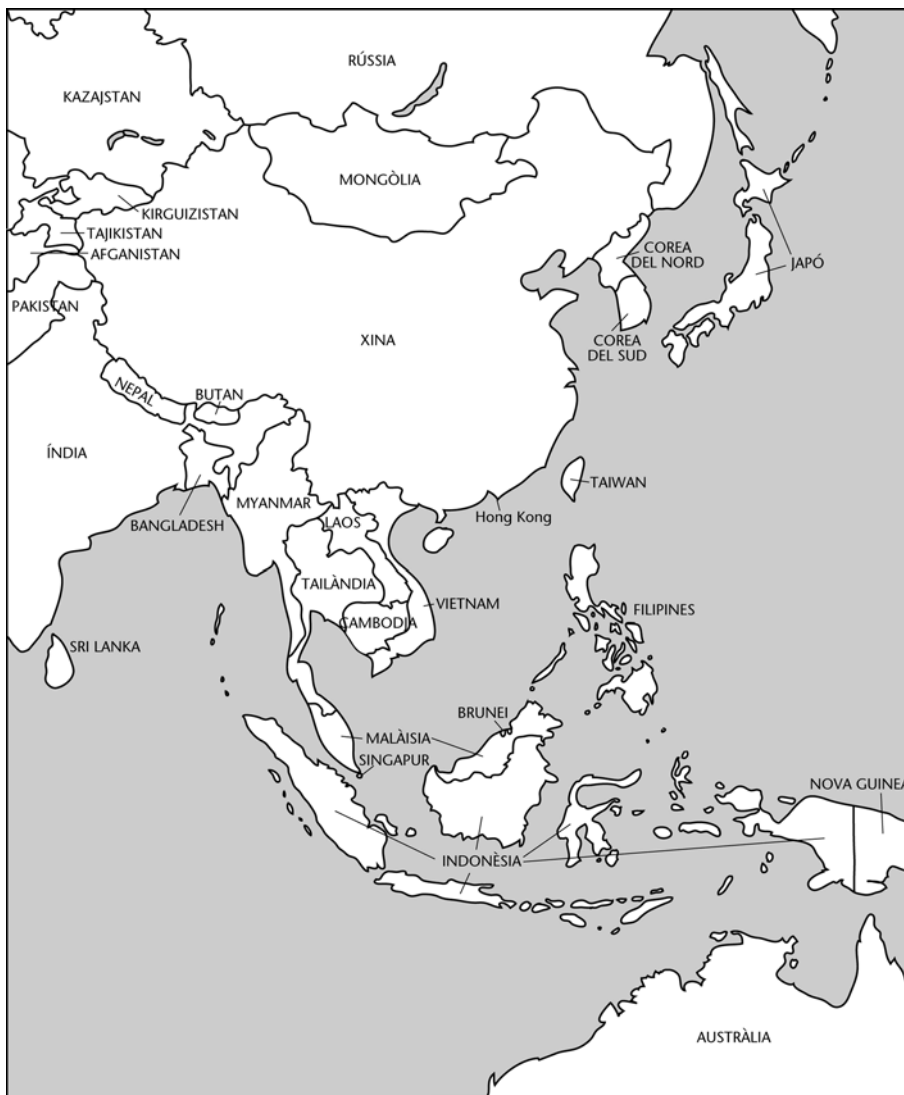 RÚSSIA
KAZAJSTAN
MONGÒLIA
KIRGUIZISTAN
TAJIKISTAN
AFGANISTAN
COREA
DEL NORD
JAPÓ
PAKISTAN
COREA
DEL SUD
XINA
NEPAL
BUTAN
ÍNDIA
TAIWAN
MYANMAR
Hong Kong
LAOS
BANGLADESH
TAILÀNDIA
VIETNAM
FILIPINES
CAMBODJA
SRI LANKA
BRUNEI
MALÀISIA
SINGAPUR
NOVA GUINEA
INDONÈSIA
AUSTRÀLIA